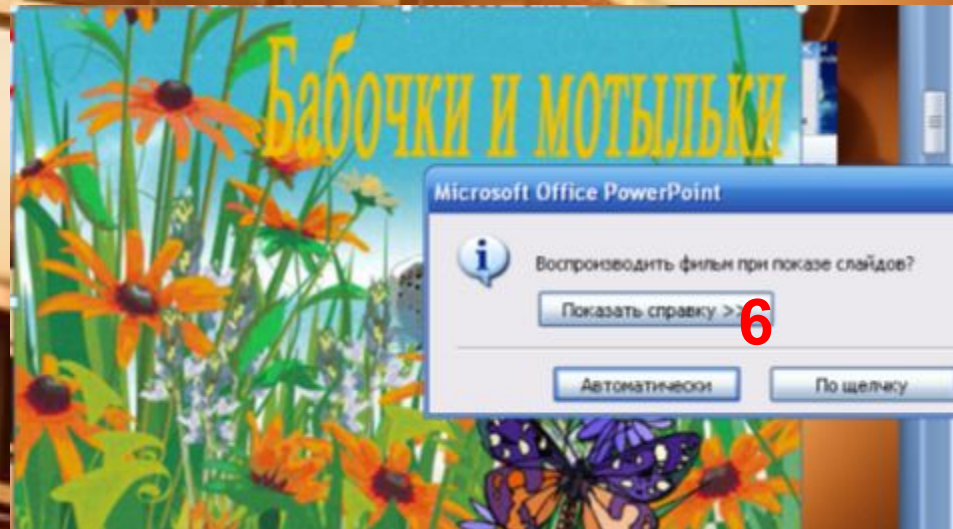 Бабочки и мотыльки
Microsoft Office PowerPoint
Воспроизводить фильм при показе слайдов?
Показать справку >>
6
Автоматически
По щелчку